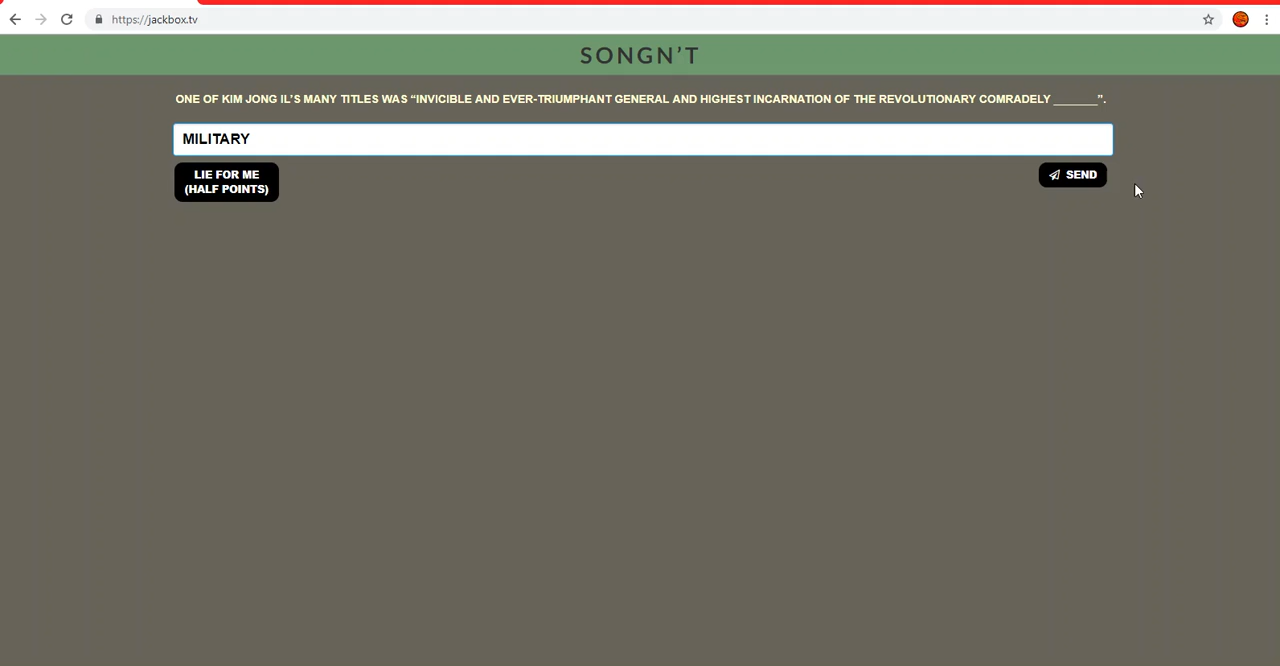 https://jackbox.tv
SONGN'T
ONE OF KIM JONG IL'S MANY TITLES WAS “INVICIBLE AND EVER-TRIUMPHANT GENERAL AND HIGHEST INCARNATION OF THE REVOLUTIONARY COMRADELY _______”.
MILITARY
LIE FOR ME
(HALF POINTS)
SEND